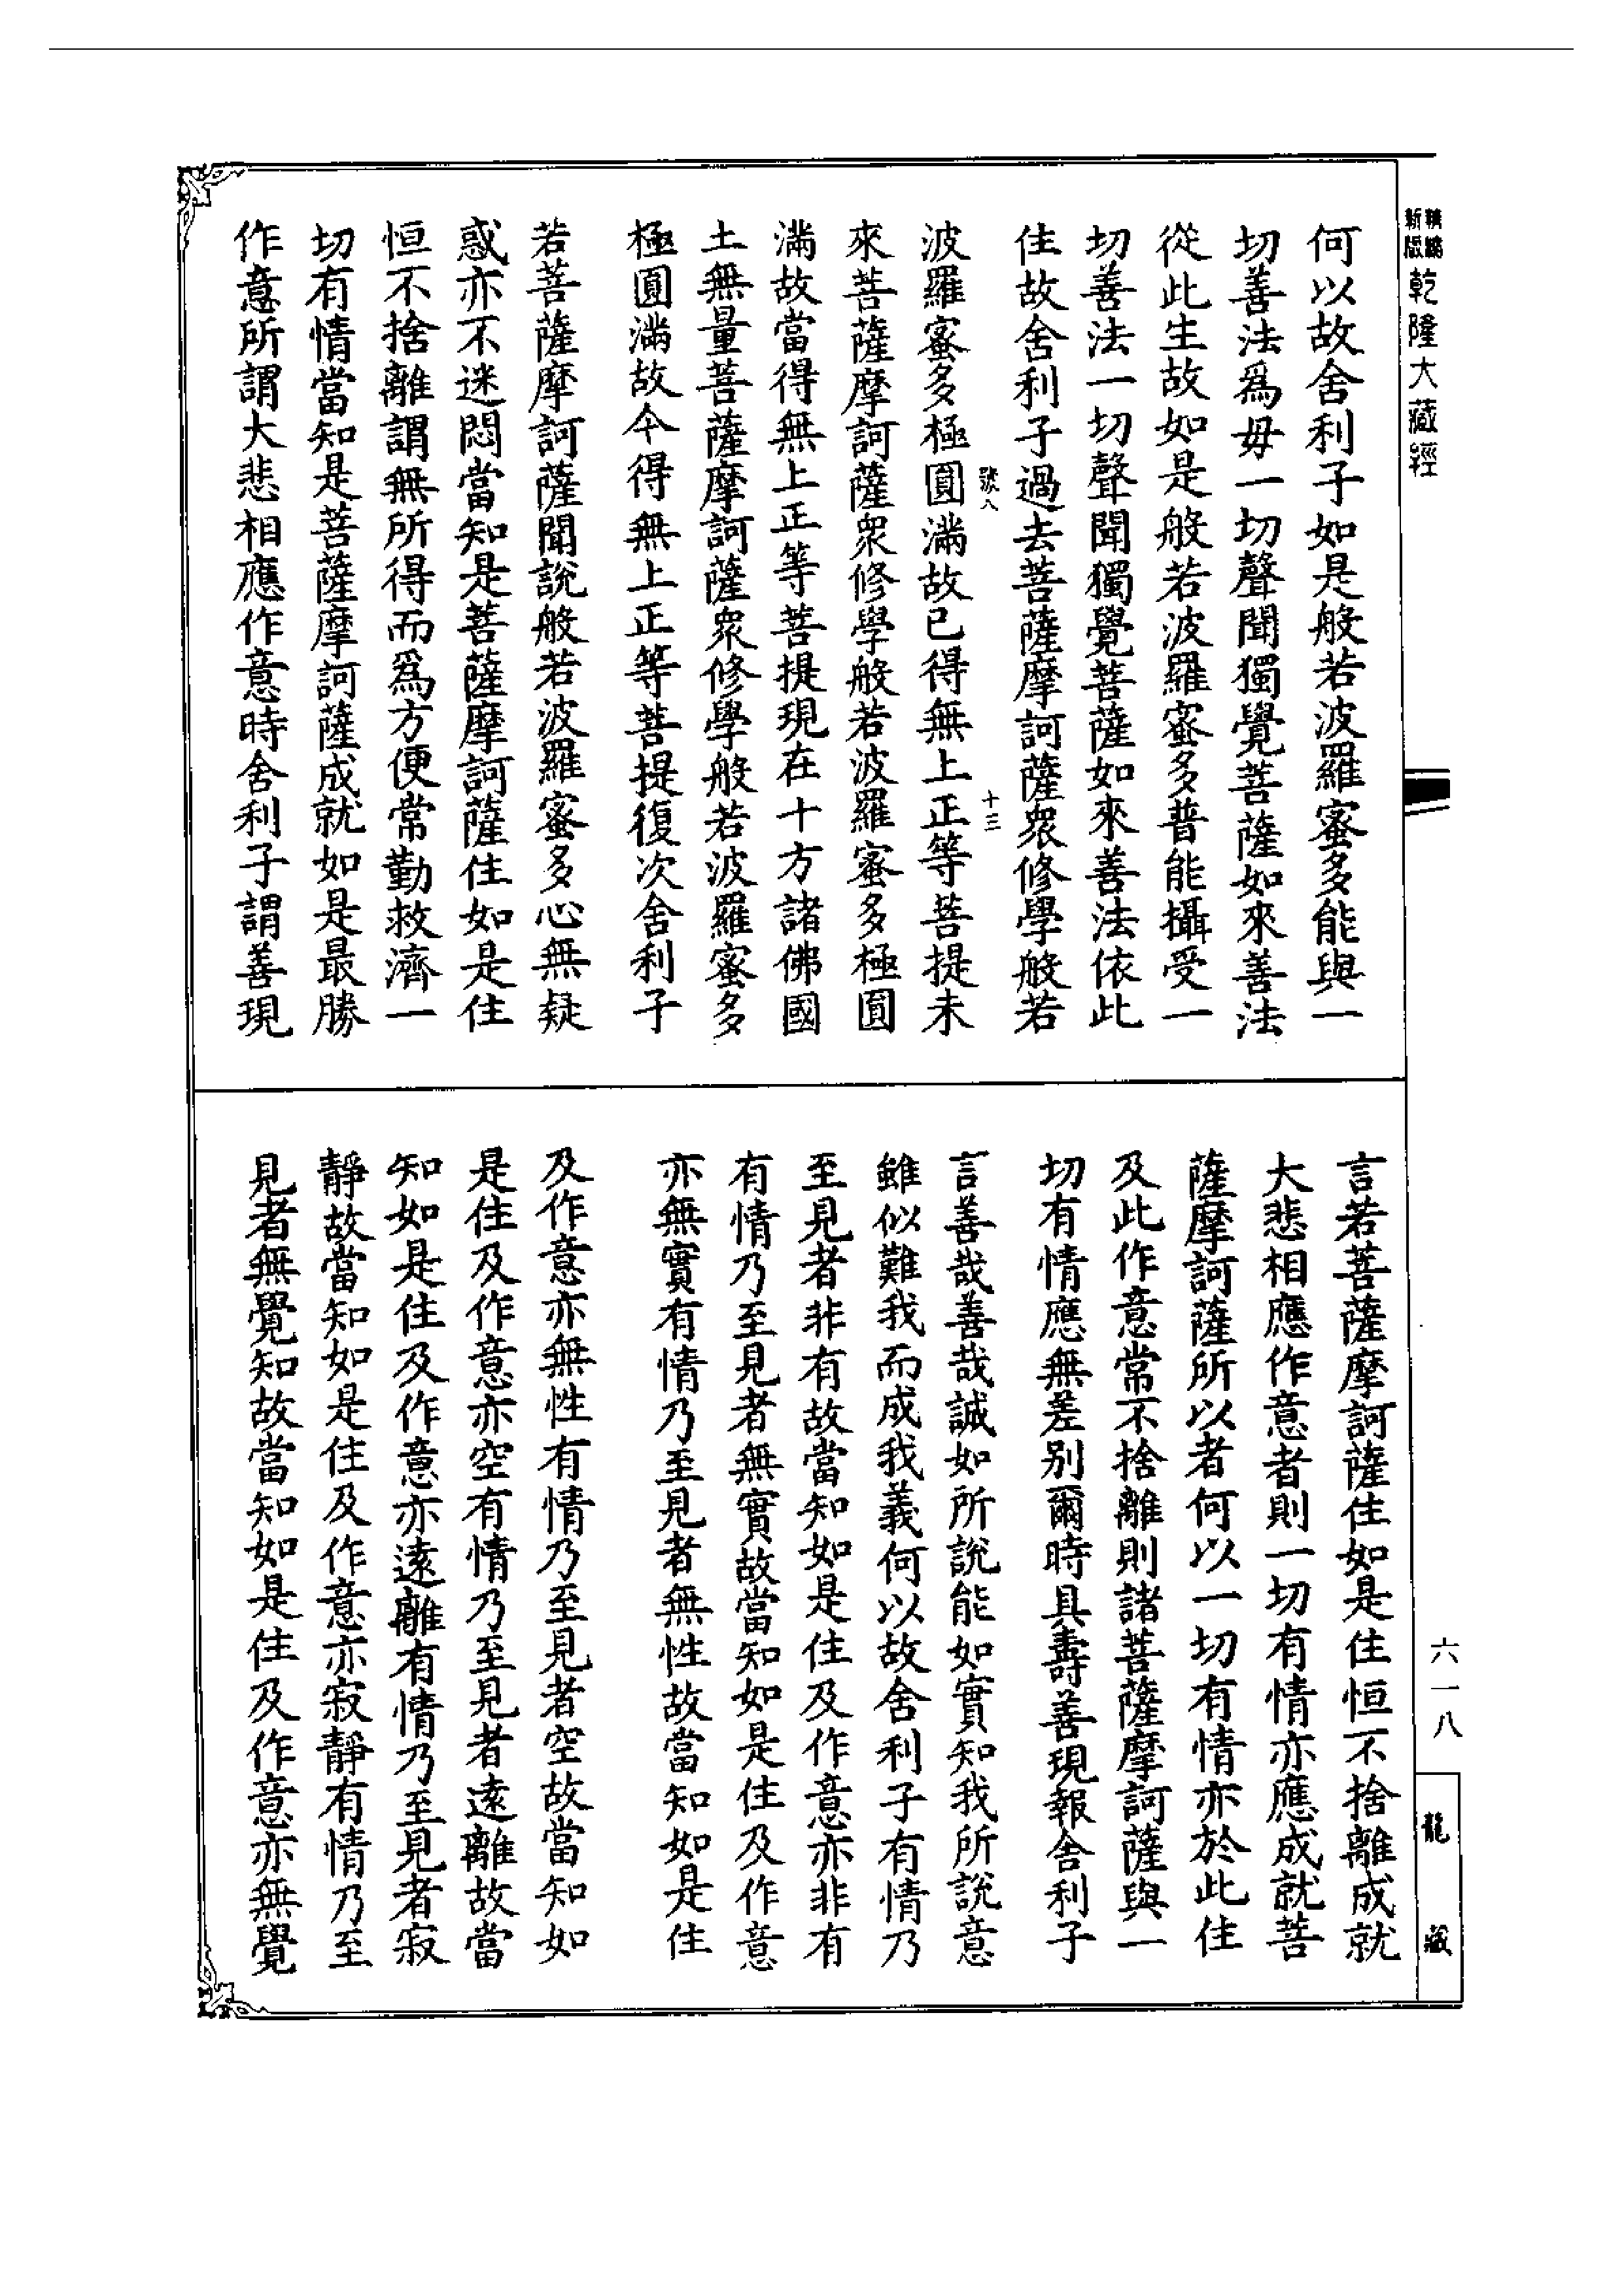 精編新版乾隆大藏經
何以故舍利子如是般若波羅蜜多能與一
切善法爲毋一切聲聞獨覺菩薩如來善法
從此生故如是般若波羅蜜多普能攝受一
切善法一切聲聞獨覺菩薩如來善法依此
住故舍利子過去菩薩摩訶薩衆修學般若
號八 十三
波羅蜜多極圓滿故已得無上正等菩提未
來菩薩摩訶薩衆修學般若波羅蜜多極圓
滿故當得無上正等菩提現在十方諸佛國
土無量菩薩摩訶薩衆修學般若波羅蜜多
極圓滿故今得無上正等菩提復次舍利子
若菩薩摩訶薩聞說般若波羅蜜多心無疑
惑亦不迷悶當知是菩薩摩訶薩住如是住
恒不捨離謂無所得而爲方便常勤救濟一
切有情當知是菩薩摩訶薩成就如是最勝
作意所謂大悲相應作意時舍利子謂善現
言若菩薩摩訶薩住如是住恒不捨離成就
大悲相應作意者則一切有情亦應成就菩
薩摩訶薩所以者何以一切有情亦於此住
及此作意常不捨離則諸菩薩摩訶薩與一
切有情應無差别爾時具壽善現報舍利子
言善哉善哉誠如所說能如實知我所說意
雖似難我而成我義何以故舍利子有情乃
至見者非有故當知如是住及作意亦非有
有情乃至見者無實故當知如是住及作意
亦無實有情乃至見者無性故當知如是住
及作意亦無性有情乃至見者空故當知如
是住及作意亦空有情乃至見者遠離故當
知如是住及作意亦遠離有情乃至見者寂
靜故當知如是住及作意亦寂靜有情乃至
見者無覺知故當知如是住及作意亦無覺
六一八
龍藏